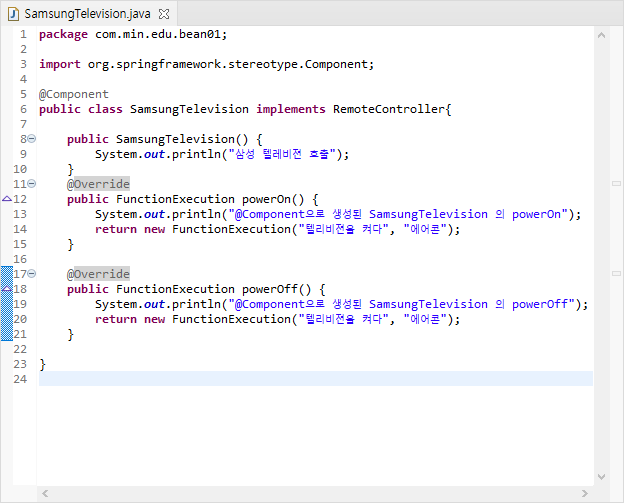 SamsungTelevision.java
1 package com.min.edu.bean01;
2
3 import org.springframework.stereotype.Component;
4
5 @Component
6 public class SamsungTelevision implements RemoteController{
7
8 public SamsungTelevision() {
9 System.out.println("삼성 텔레비젼 호출");
10 }
11 @Override
12 public FunctionExecution powerOn() {
13 System.out.println("@Component으로 생성된 SamsungTelevision 의 powerOn");
14 return new FunctionExecution("텔리비젼을 켜다", "에어콘");
15 }
16
17 @Override
18 public FunctionExecution powerOff() {
19 System.out.println("@Component으로 생성된 SamsungTelevision 의 powerOff");
20 return new FunctionExecution("텔리비젼을 켜다", "에어콘");
21 }
22
23 }
24